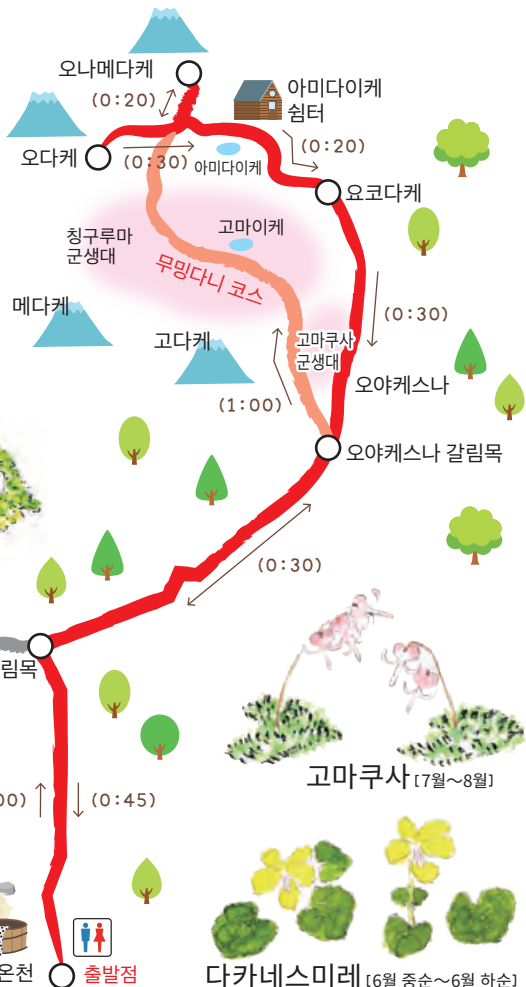 오나메다케
(0:20)
아미다이케
쉼터
오다케
(0:30)
아미다이케
(0:20)
요코다케
칭구루마
군생대
고마이케
무밍다니 코스
메다케
고다케
고마쿠사
군생대
(0:30)
오야케스나
(1:00)
오야케스나 갈림목
(0:30)
림목
고마쿠사 [7월~8월]
00)
(0:45)
온천
출발점
다카네스미레 [6월 중순~6월 하순]